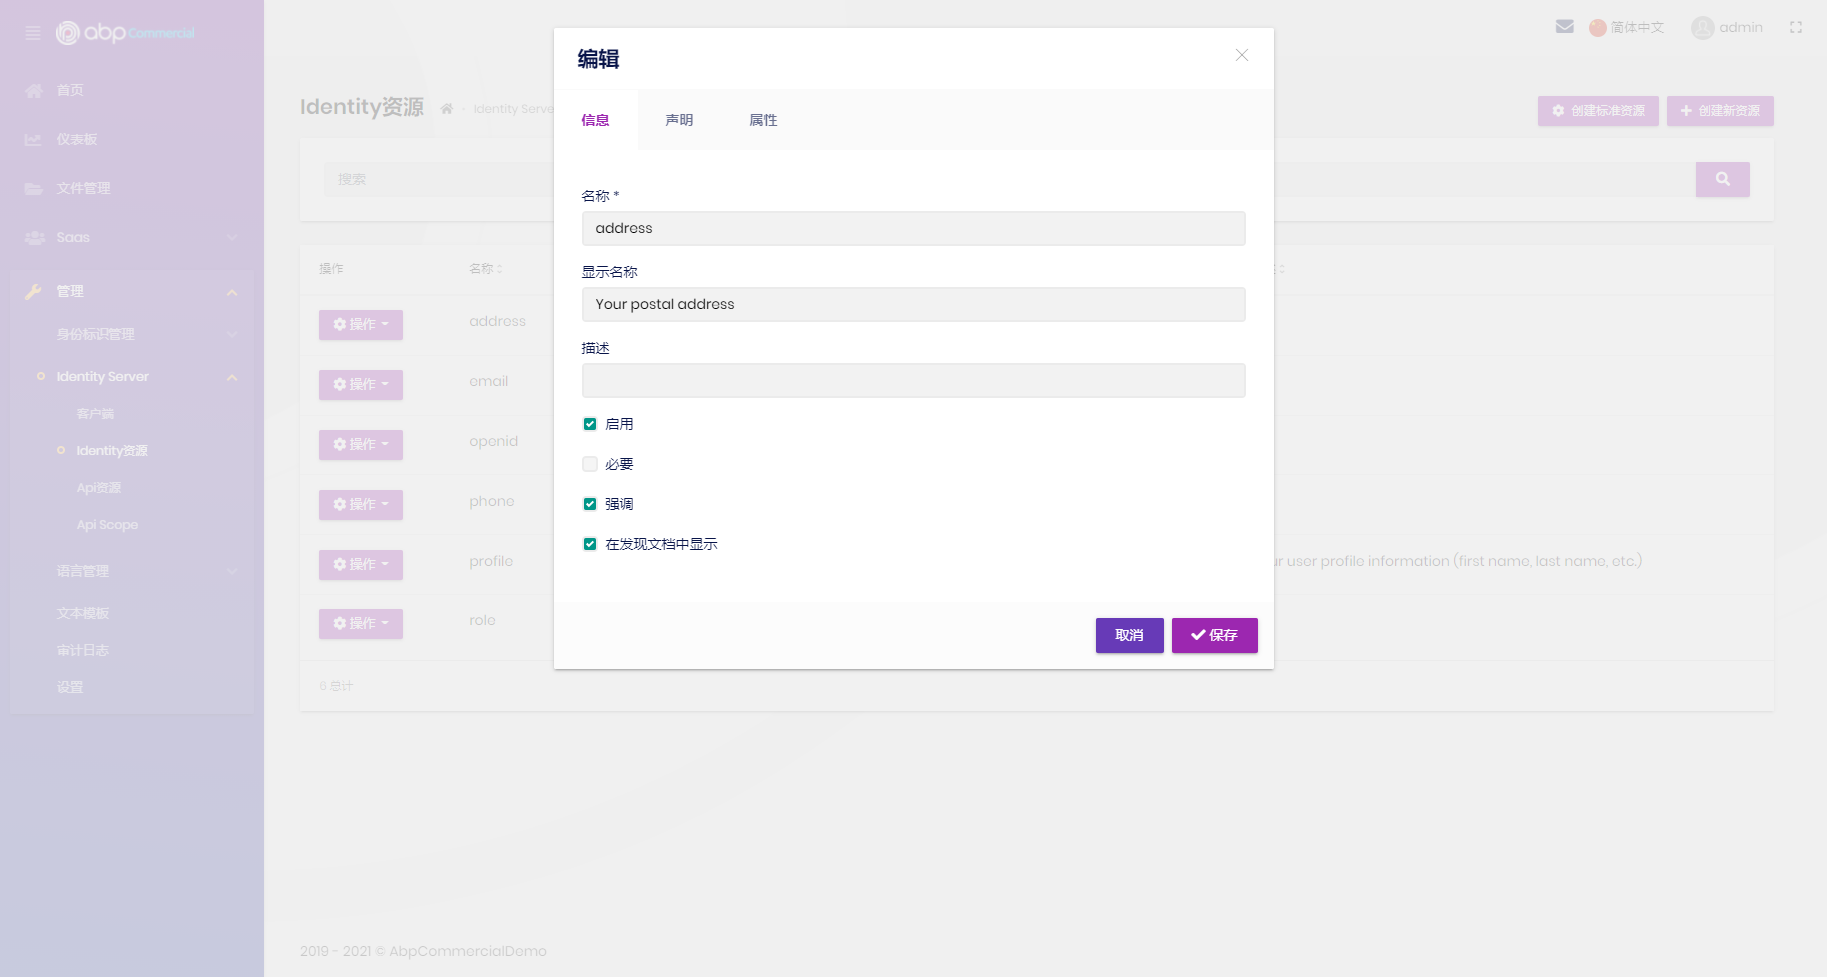 abp Commercial
首页
仪表板
文件管理
Saas
管理
身份标识管理
Identity Server
客户端
Identity资源
Api资源
Api Scope
语言管理
文本模板
审计日志
设置
简体中文
admin
Identity资源
Identity Serve
创建标准资源
创建新资源
搜索
操作
名称
操作
address
操作
email
操作
openid
操作
phone
操作
profile
user profile information (first name, last name, etc.)
操作
role
6 总计
2019 - 2021 © AbpCommercialDemo
编辑
信息
声明
属性
名称 *
address
显示名称
Your postal address
描述
启用
必要
强调
在发现文档中显示
取消
保存